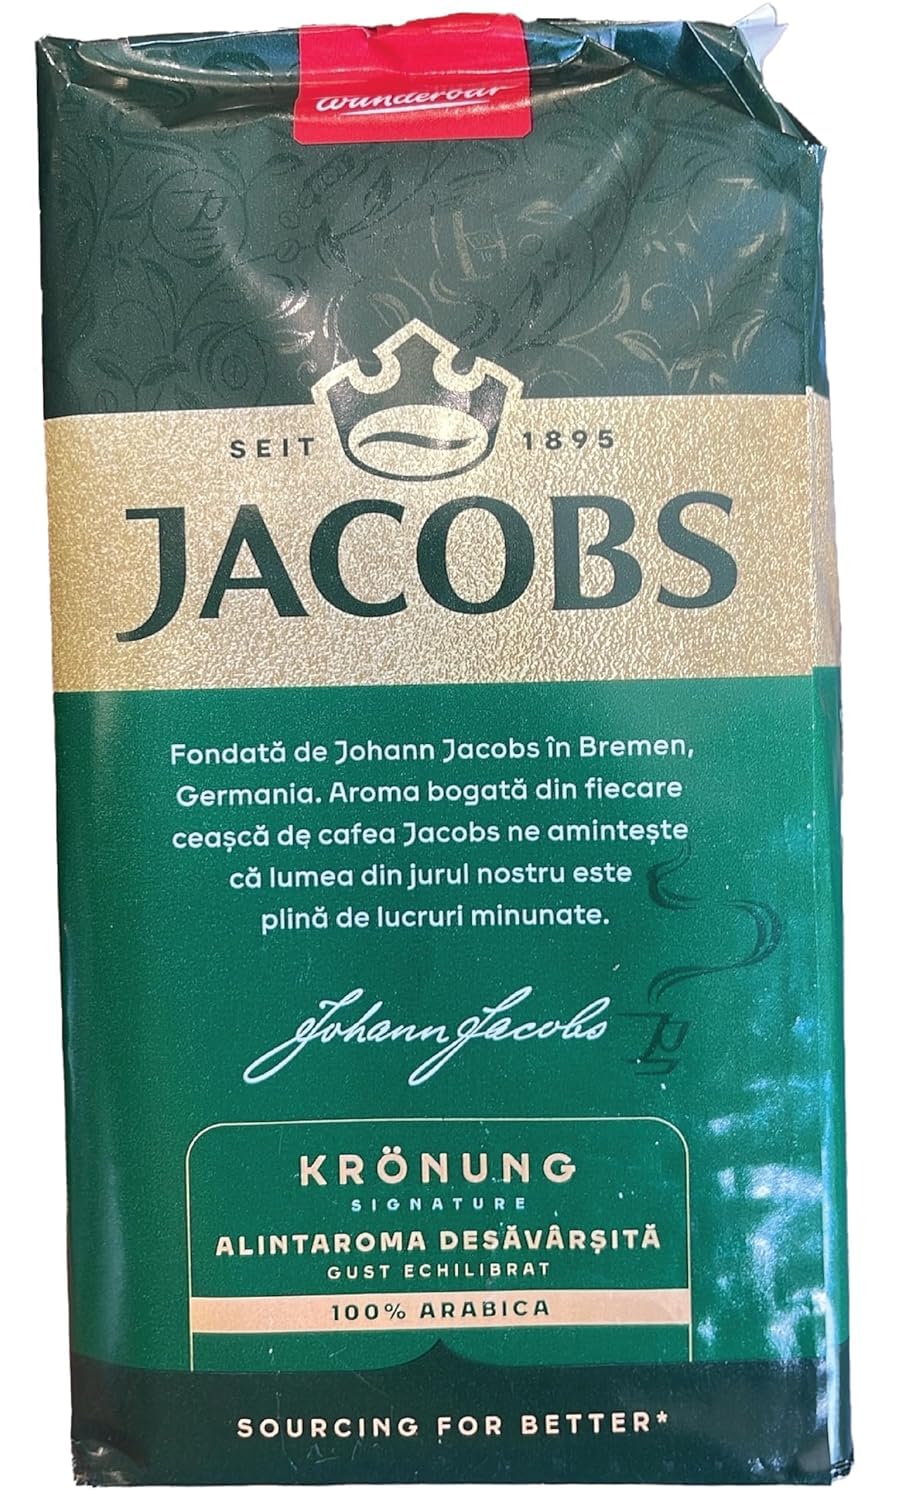 wunderbar
SEIT 1895
JACOBS
Fondată de Johann Jacobs în Bremen,
Germania. Aroma bogată din fiecare
ceașcă de cafea Jacobs ne amintește
că lumea din jurul nostru este
plină de lucruri minunate.
Johann Jacobs
KRÖNUNG
SIGNATURE
ALINTAROMA DESĂVÂRȘITĂ
GUST ECHILIBRAT
100% ARABICA
SOURCING FOR BETTER*